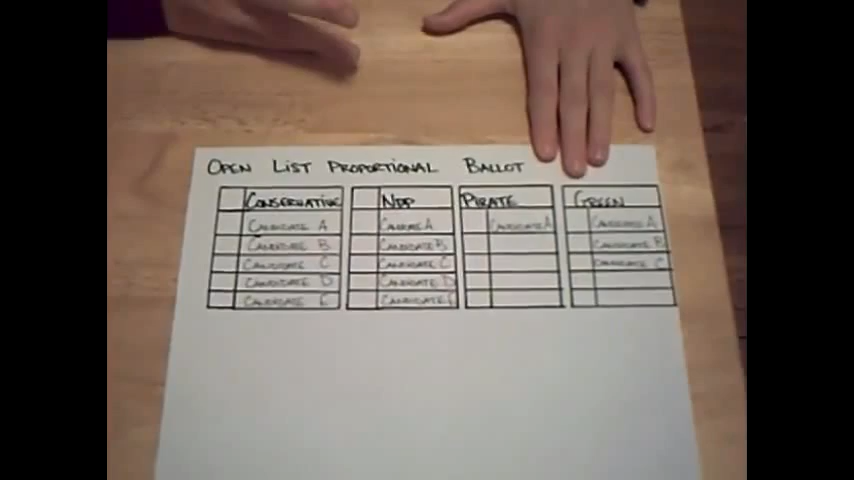 OPEN LIST PROPORTIONAL BALLOT
CONSERVATIVE NDP PIRATE GREEN
CANDIDATE A CANDIDATE A CANDIDATE A CANDIDATE A
CANDIDATE B CANDIDATE B CANDIDATE B
CANDIDATE C CANDIDATE C CANDIDATE C
CANDIDATE D CANDIDATE D
CANDIDATE E CANDIDATE E